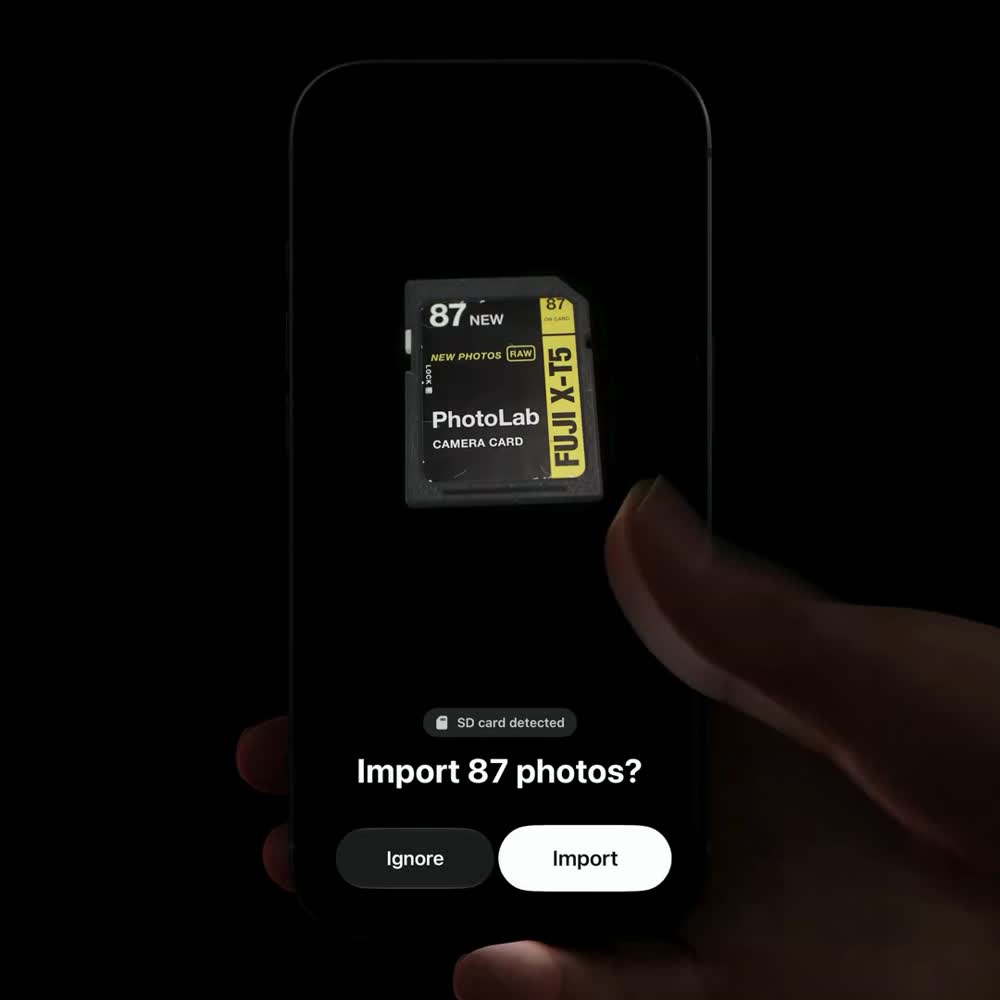 87 NEW
87
ON CARD
NEW PHOTOS RAW
LOCK
FUJI X-T5
PhotoLab
CAMERA CARD
SD card detected
Import 87 photos?
Ignore
Import